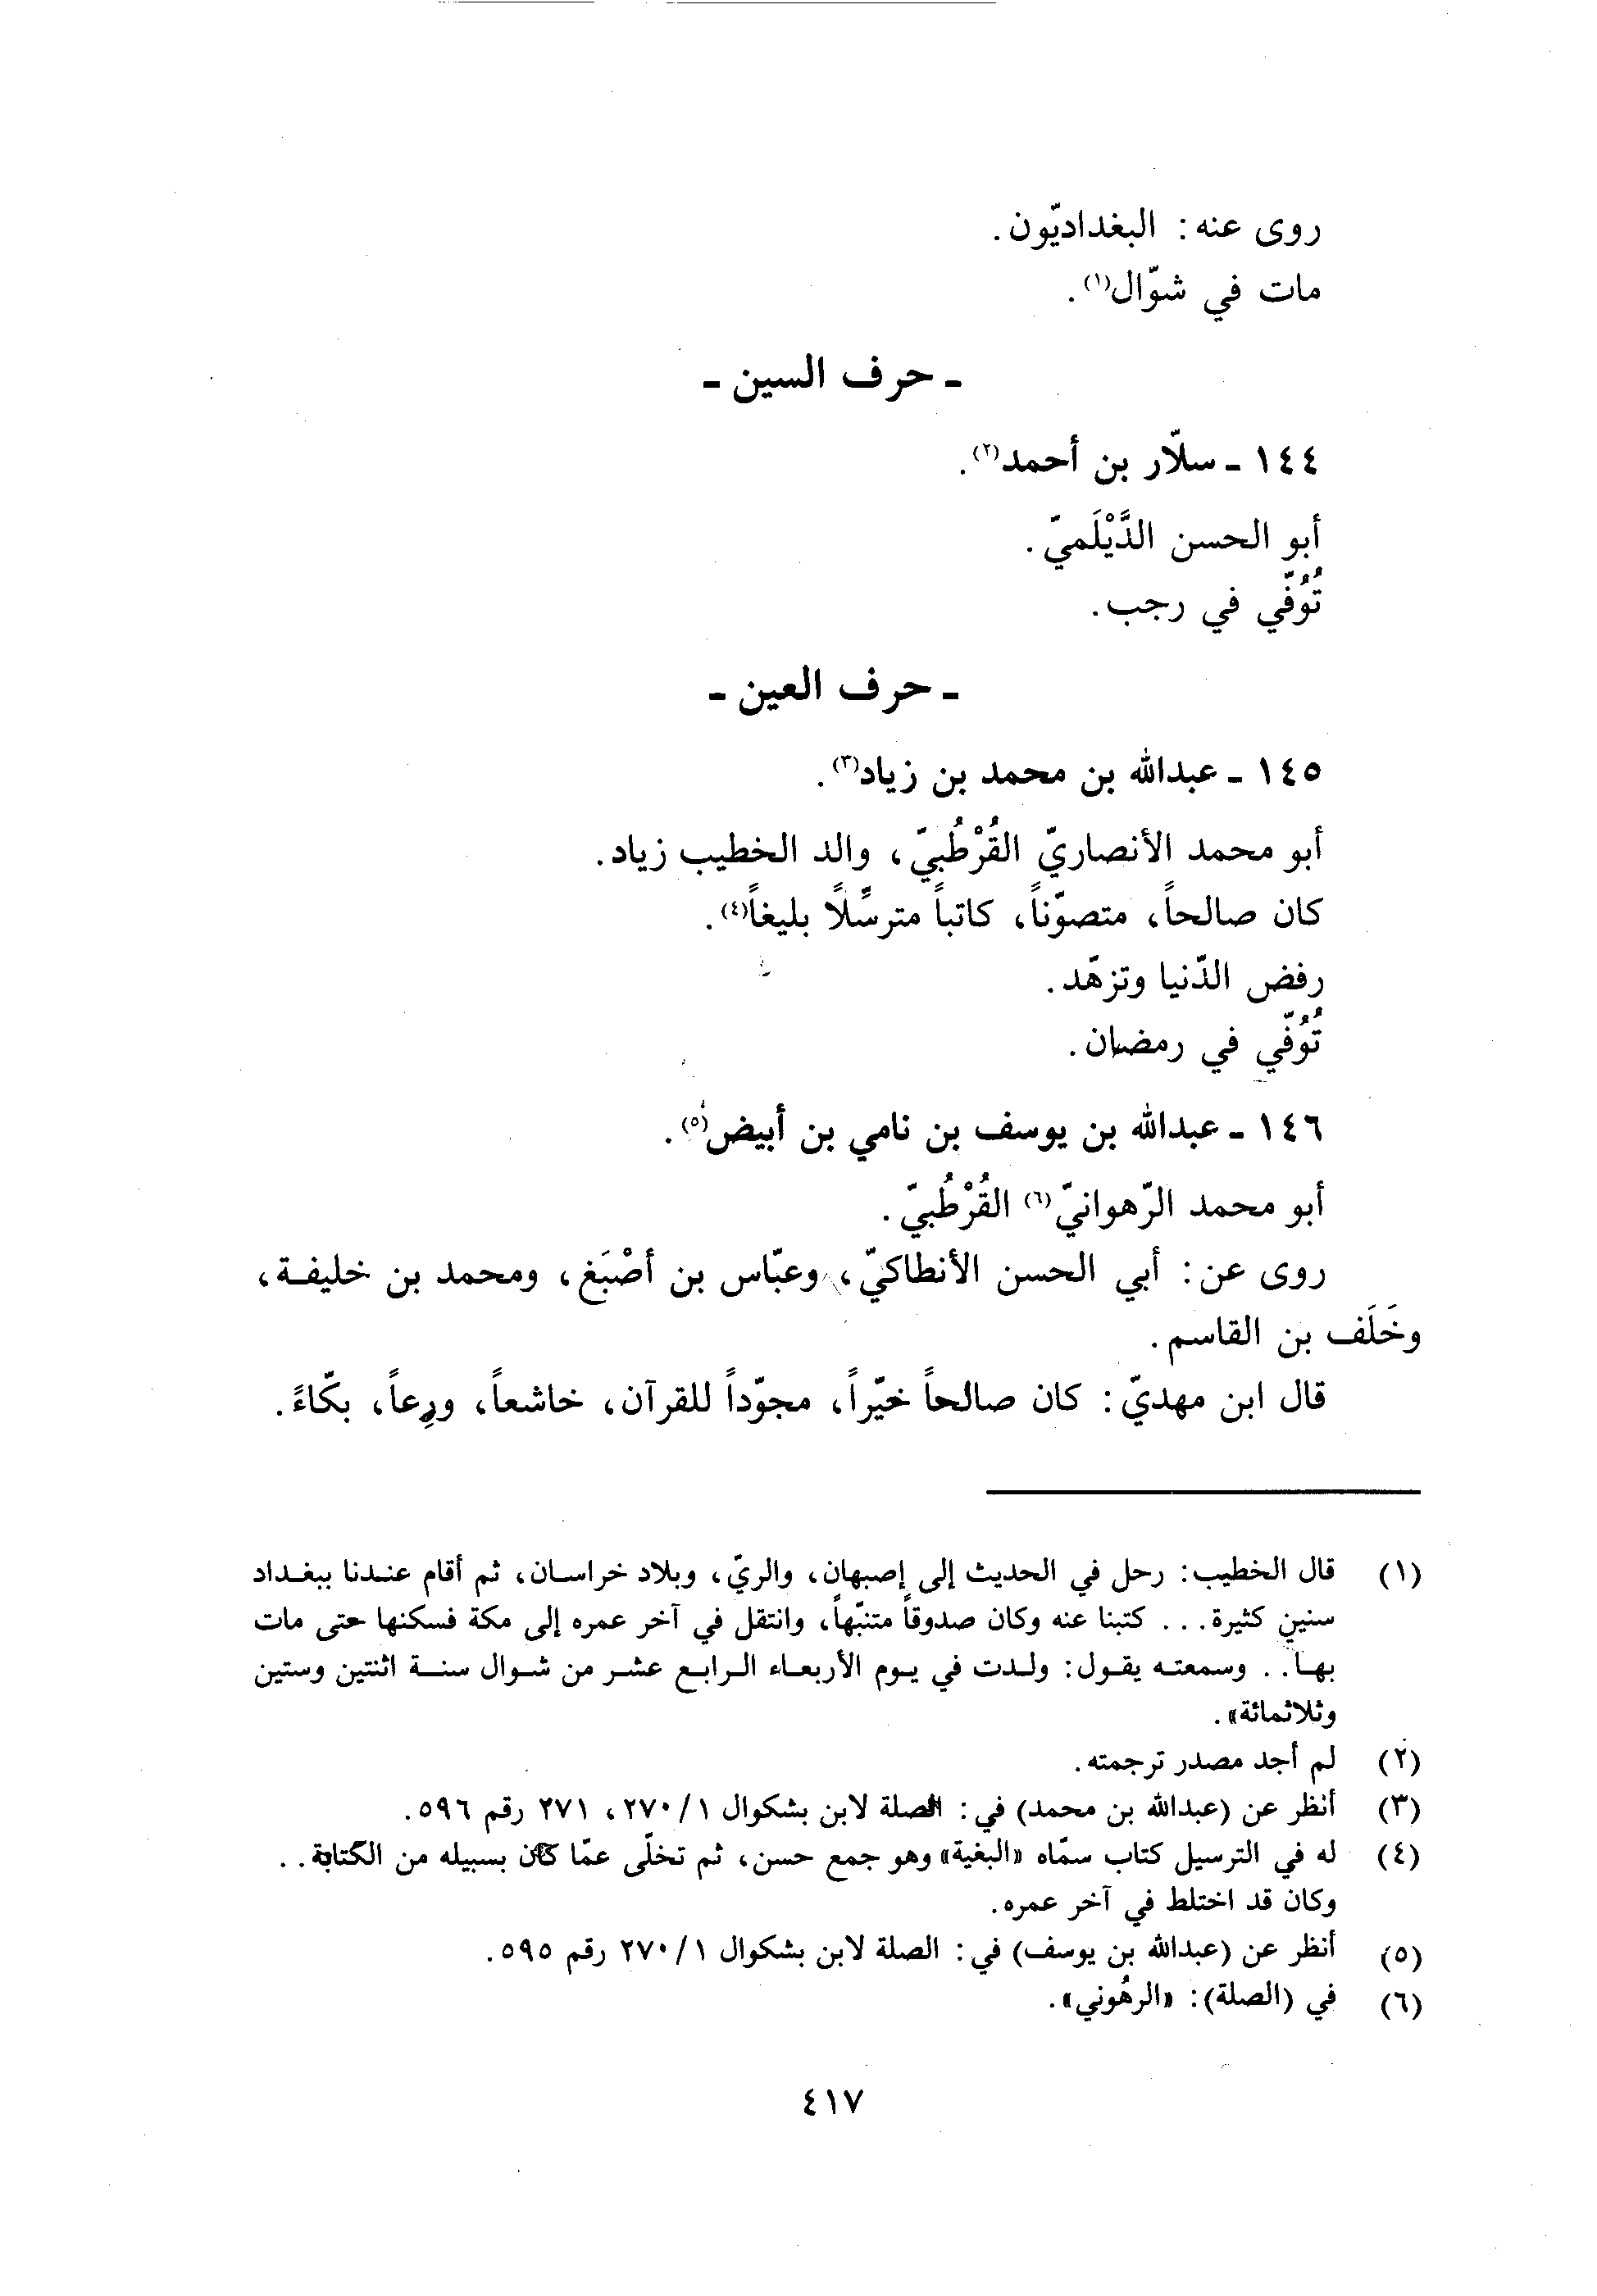 روى عنه: البغداديّون.
مات في شوّال(١).
ـ حرف السين ـ
١٤٤ ـ سلّار بن أحمد(٢).
أبو الحسن الدَّيْلَميّ.
تُوُفّي في رجب.
ـ حرف العين ـ
١٤٥ ـ عبدالله بن محمد بن زياد(٣).
أبو محمد الأنصاريّ القُرْطُبيّ، والد الخطيب زياد.
كان صالحاً، متصوّناً، كاتباً مترسِّلاً بليغاً(٤).
رفض الدّنيا وتزهّد.
تُوُفّي في رمضان.
١٤٦ ـ عبدالله بن يوسف بن نامي بن أبيض(٥).
أبو محمد الرّهوانيّ(٦) القُرْطُبيّ.
روى عن: أبي الحسن الأنطاكيّ، وعبّاس بن أصْبَغ، ومحمد بن خليفة،
وخَلَف بن القاسم.
قال ابن مهديّ: كان صالحاً خيّراً، مجوّداً للقرآن، خاشعاً، ورِعاً، بكّاءً.
(١) قال الخطيب: رحل في الحديث إلى إصبهان، والريّ، وبلاد خراسان، ثم أقام عندنا ببغداد
سنين كثيرة... كتبنا عنه وكان صدوقاً متنبّهاً، وانتقل في آخر عمره إلى مكة فسكنها حتى مات
بها.. وسمعته يقول: ولدت في يوم الأربعاء الرابع عشر من شوال سنة اثنتين وستين
وثلاثمائة».
(٢) لم أجد مصدر ترجمته.
(٣) أنظر عن (عبدالله بن محمد) في: الصلة لابن بشكوال ١/ ٢٧٠، ٢٧١ رقم ٥٩٦.
(٤) له في الترسيل كتاب سمّاه «البغية» وهو جمع حسن، ثم تخلّى عمّا كان بسبيله من الكتابة..
وكان قد اختلط في آخر عمره.
(٥) أنظر عن (عبدالله بن يوسف) في: الصلة لابن بشكوال ١/ ٢٧٠ رقم ٥٩٥.
(٦) في (الصلة): «الرهُوني».
٤١٧